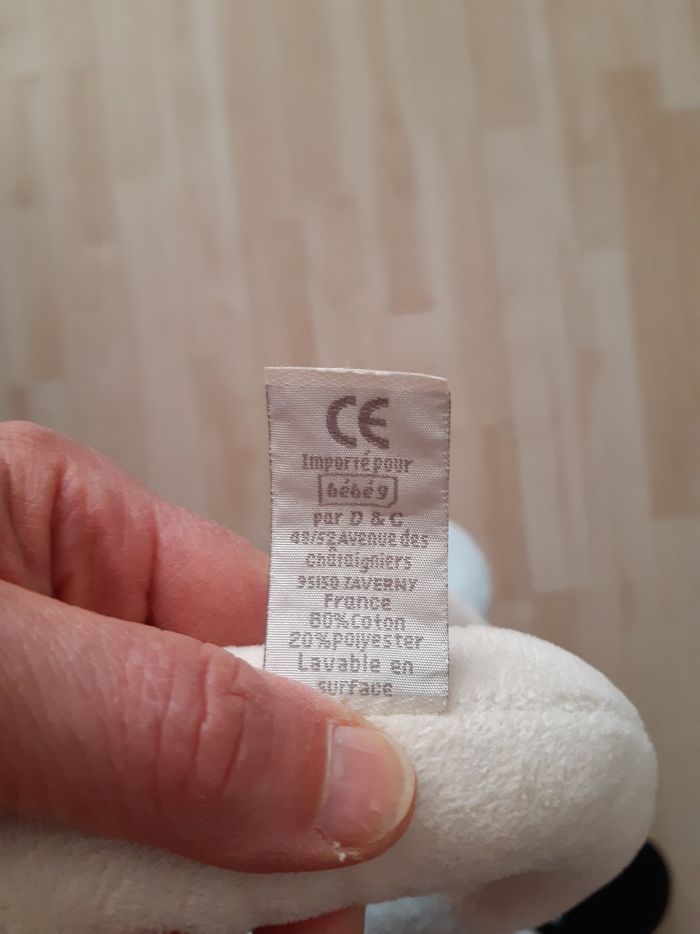 CE
Importé pour
bébé 9
par D & C
49/52 Avenue des
châtaigniers
95150 TAVERNY
France
80% Coton
20% Polyester
Lavable en
surface